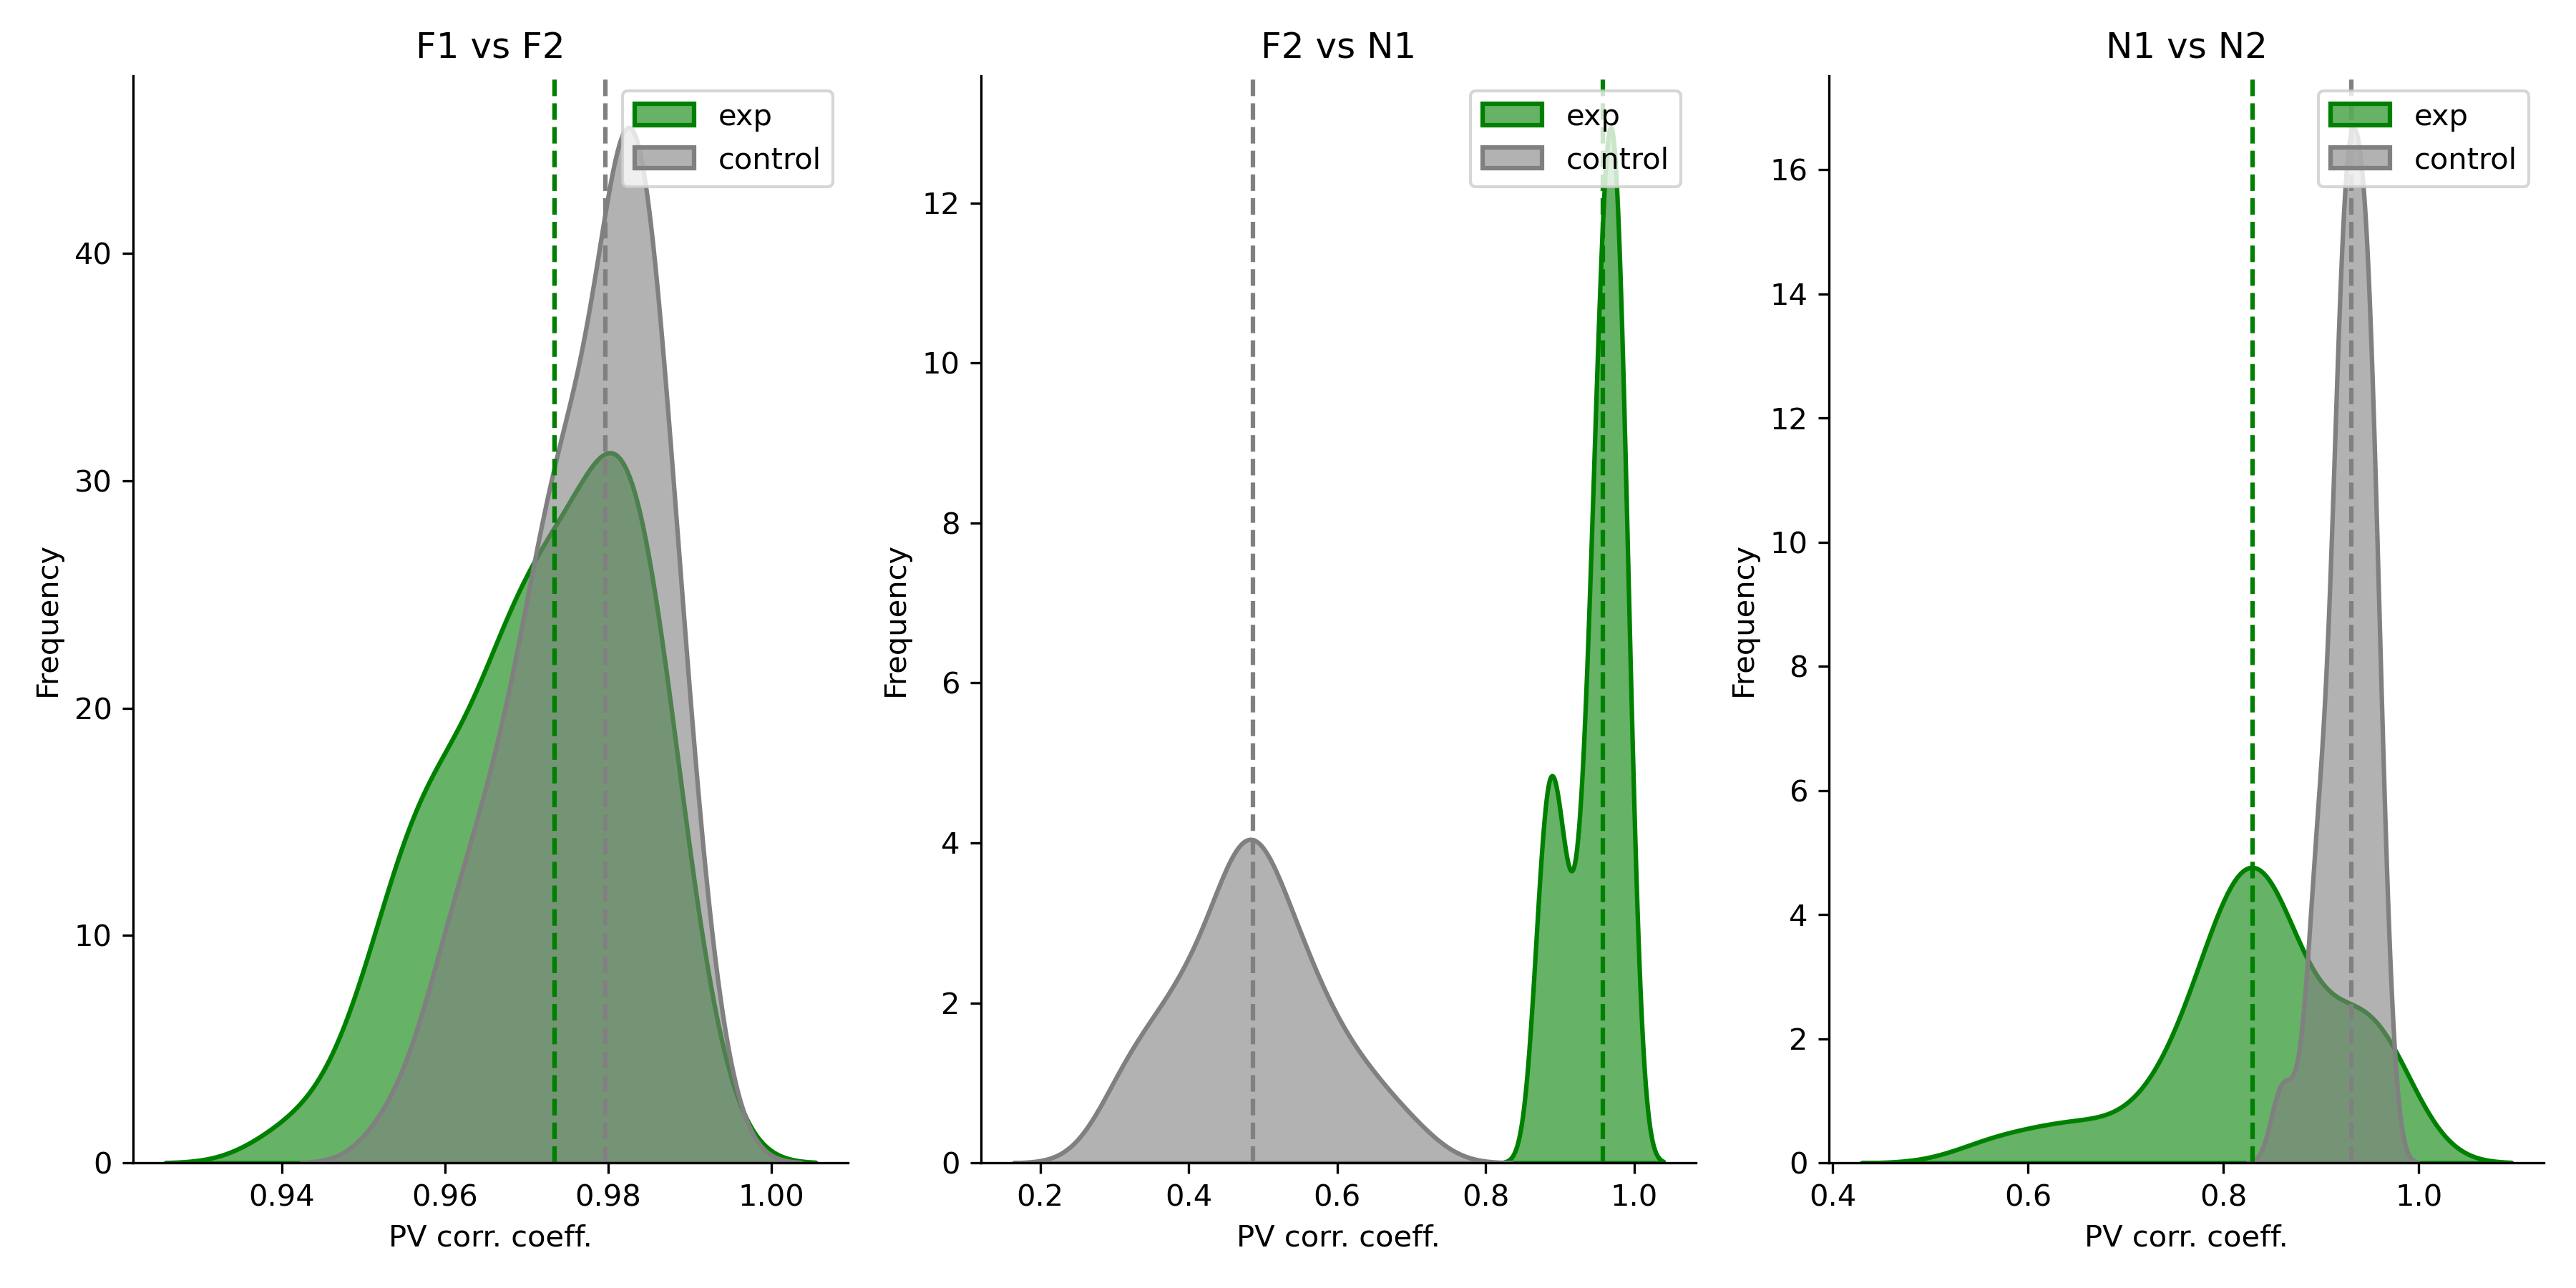 F1 vs F2
exp
control
40
30
20
10
0
0.94 0.96 0.98 1.00
Frequency
PV corr. coeff.
F2 vs N1
exp
control
12
10
8
6
4
2
0
0.2 0.4 0.6 0.8 1.0
Frequency
PV corr. coeff.
N1 vs N2
exp
control
16
14
12
10
8
6
4
2
0
0.4 0.6 0.8 1.0
Frequency
PV corr. coeff.